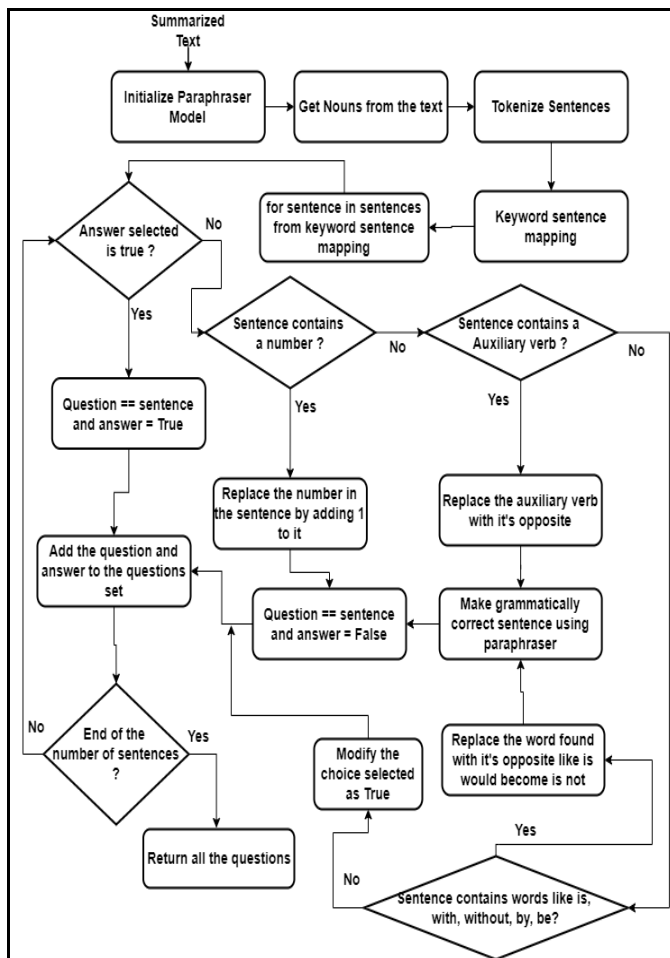 Summarized
Text
Initialize Paraphraser
Model
Get Nouns from the text
Tokenize Sentences
Keyword sentence
mapping
for sentence in sentences
from keyword sentence
mapping
Answer selected
is true ?
No
Yes
Sentence contains
a number ?
No
Yes
Sentence contains a
Auxiliary verb ?
No
Yes
Question == sentence
and answer = True
Replace the number in
the sentence by adding 1
to it
Replace the auxiliary verb
with it's opposite
Add the question and
answer to the questions
set
Question == sentence
and answer = False
Make grammatically
correct sentence using
paraphraser
End of the
number of sentences
?
No
Yes
Modify the
choice selected
as True
Replace the word found
with it's opposite like is
would become is not
Return all the questions
Yes
No
Sentence contains words like is,
with, without, by, be?